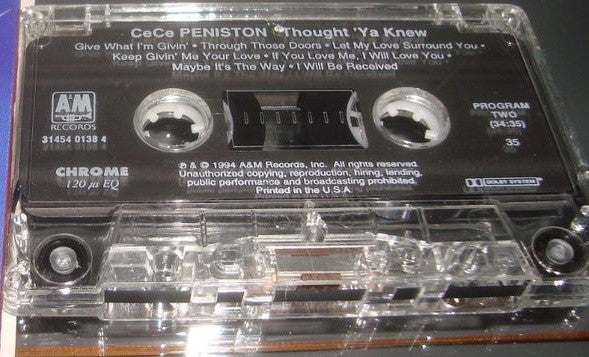 CeCe PENISTON Thought 'Ya Knew
Give What I'm Givin' • Through Those Doors • Let My Love Surround You •
Keep Givin' Me Your Love • If You Love Me, I Will Love You •
Maybe It's The Way • I Will Be Received
A&M
RECORDS
31454 0138 4
PROGRAM
TWO
(34:35)
35
CHROME
120 µs EQ
℗ & © 1994 A&M Records, Inc. All rights reserved.
Unauthorized copying, reproduction, hiring, lending,
public performance and broadcasting prohibited.
Printed in the U.S.A
DOLBY SYSTEM